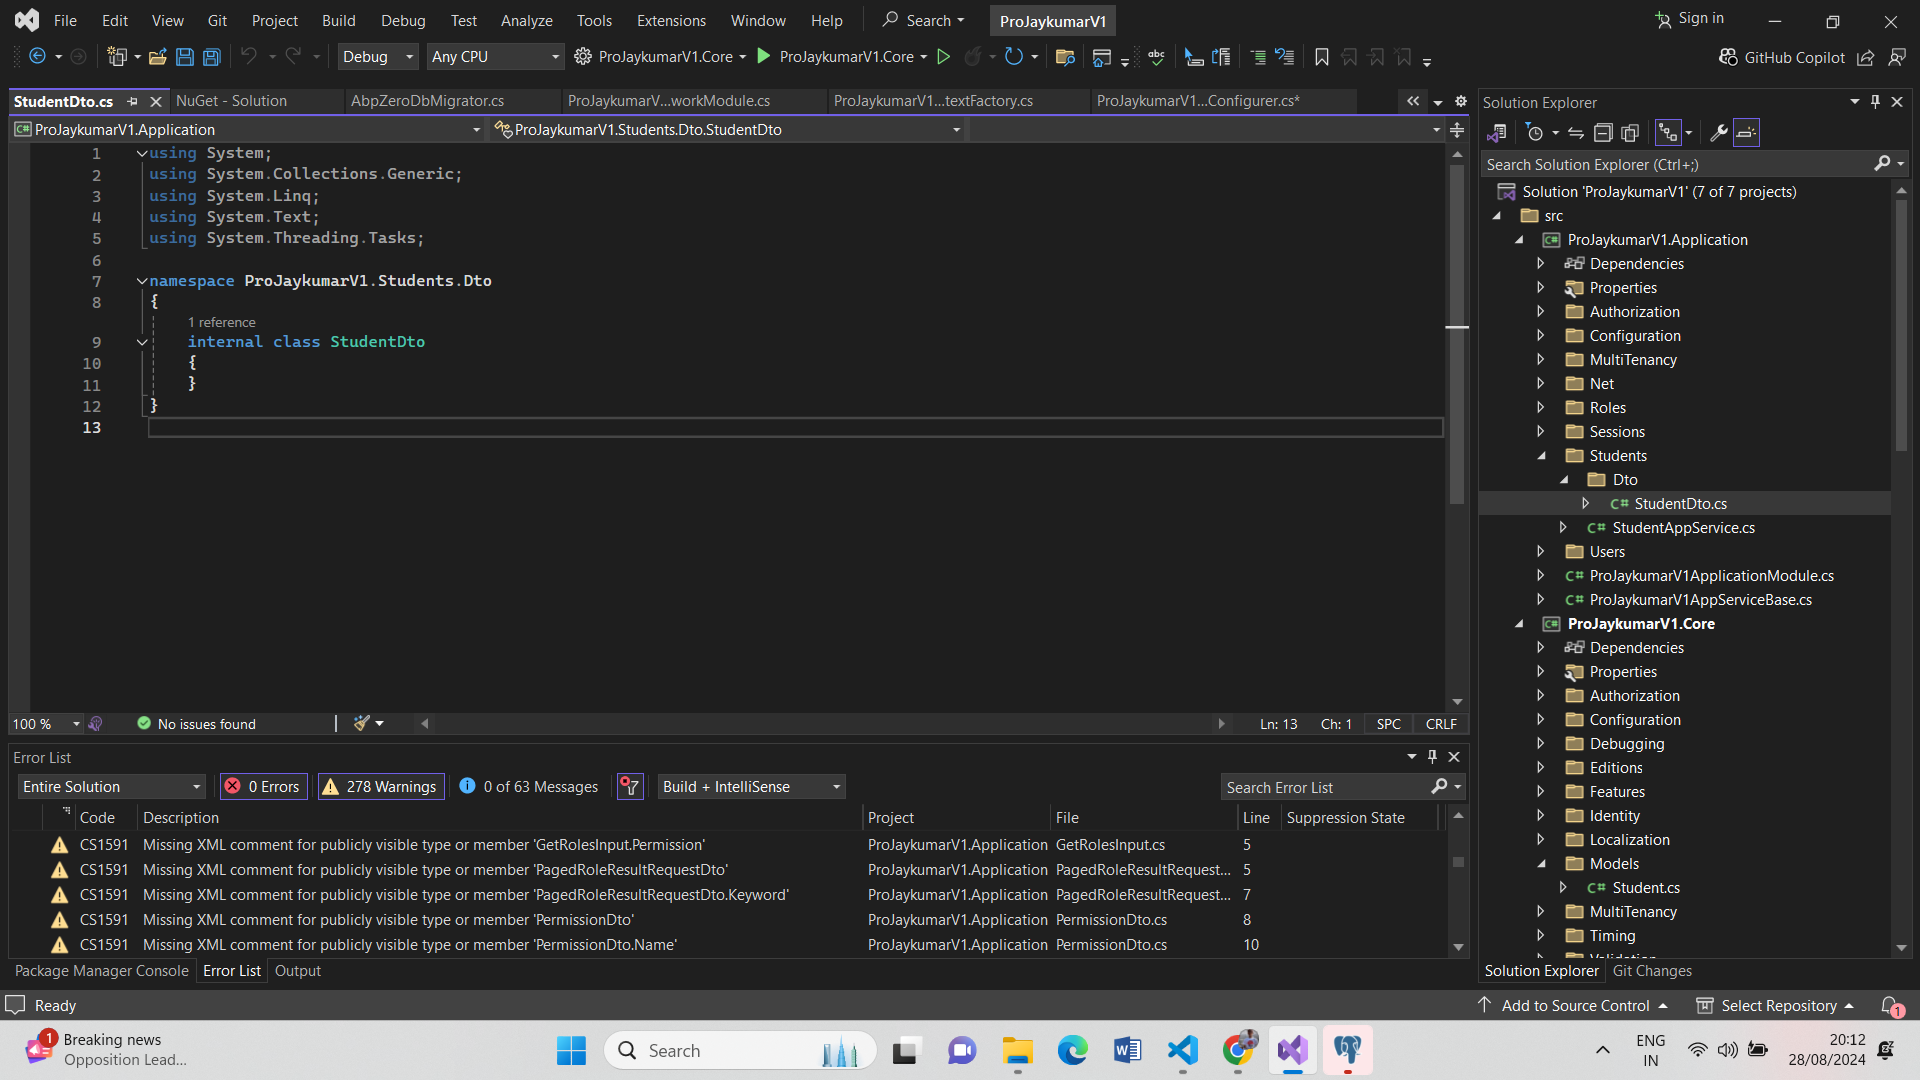 File Edit View Git Project Build Debug Test Analyze Tools Extensions Window Help Search ProJaykumarV1 Sign in
Debug Any CPU ProJaykumarV1.Core ProJaykumarV1.Core GitHub Copilot
StudentDto.cs NuGet - Solution AbpZeroDbMigrator.cs ProJaykumarV...workModule.cs ProJaykumarV1...textFactory.cs ProJaykumarV1...Configurer.cs*
ProJaykumarV1.Application ProJaykumarV1.Students.Dto.StudentDto
1 using System;
2 using System.Collections.Generic;
3 using System.Linq;
4 using System.Text;
5 using System.Threading.Tasks;
6
7 namespace ProJaykumarV1.Students.Dto
8 {
1 reference
9 internal class StudentDto
10 {
11 }
12 }
13
100 % No issues found Ln: 13 Ch: 1 SPC CRLF
Error List
Entire Solution 0 Errors 278 Warnings 0 of 63 Messages Build + IntelliSense Search Error List
Code Description Project File Line Suppression State
CS1591 Missing XML comment for publicly visible type or member 'GetRolesInput.Permission' ProJaykumarV1.Application GetRolesInput.cs 5
CS1591 Missing XML comment for publicly visible type or member 'PagedRoleResultRequestDto' ProJaykumarV1.Application PagedRoleResultRequest... 5
CS1591 Missing XML comment for publicly visible type or member 'PagedRoleResultRequestDto.Keyword' ProJaykumarV1.Application PagedRoleResultRequest... 7
CS1591 Missing XML comment for publicly visible type or member 'PermissionDto' ProJaykumarV1.Application PermissionDto.cs 8
CS1591 Missing XML comment for publicly visible type or member 'PermissionDto.Name' ProJaykumarV1.Application PermissionDto.cs 10
Package Manager Console Error List Output
Solution Explorer
Search Solution Explorer (Ctrl+;)
Solution 'ProJaykumarV1' (7 of 7 projects)
src
C# ProJaykumarV1.Application
Dependencies
Properties
Authorization
Configuration
MultiTenancy
Net
Roles
Sessions
Students
Dto
C# StudentDto.cs
C# StudentAppService.cs
Users
C# ProJaykumarV1ApplicationModule.cs
C# ProJaykumarV1AppServiceBase.cs
C# ProJaykumarV1.Core
Dependencies
Properties
Authorization
Configuration
Debugging
Editions
Features
Identity
Localization
Models
C# Student.cs
MultiTenancy
Timing
Solution Explorer Git Changes
Ready Add to Source Control Select Repository 1
1 Breaking news
Opposition Lead...
Search
ENG
IN
20:12
28/08/2024